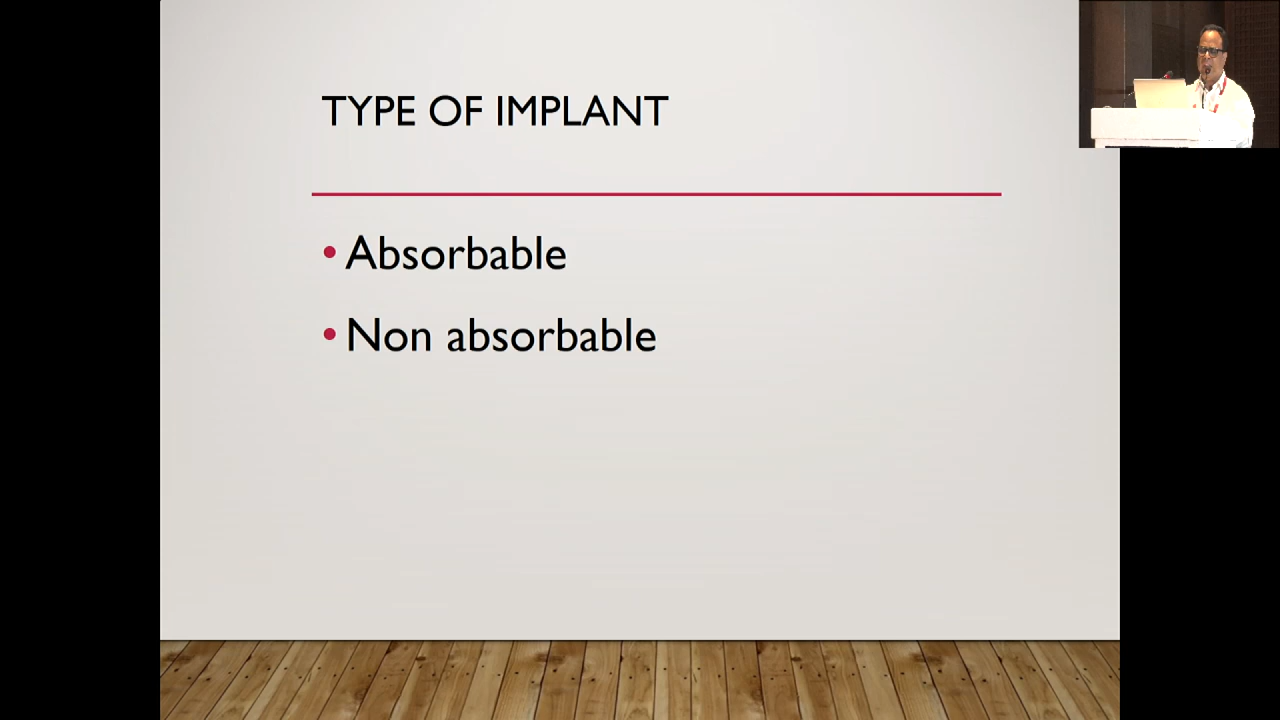 TYPE OF IMPLANT
• Absorbable
• Non absorbable